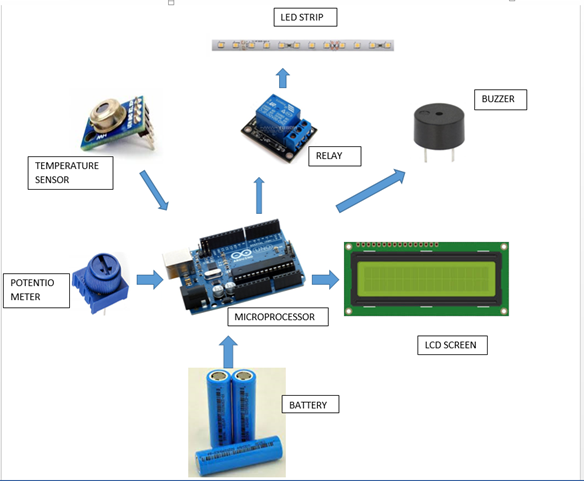 LED STRIP
BUZZER
RELAY
TEMPERATURE
SENSOR
POTENTIO
METER
MICROPROCESSOR
LCD SCREEN
BATTERY